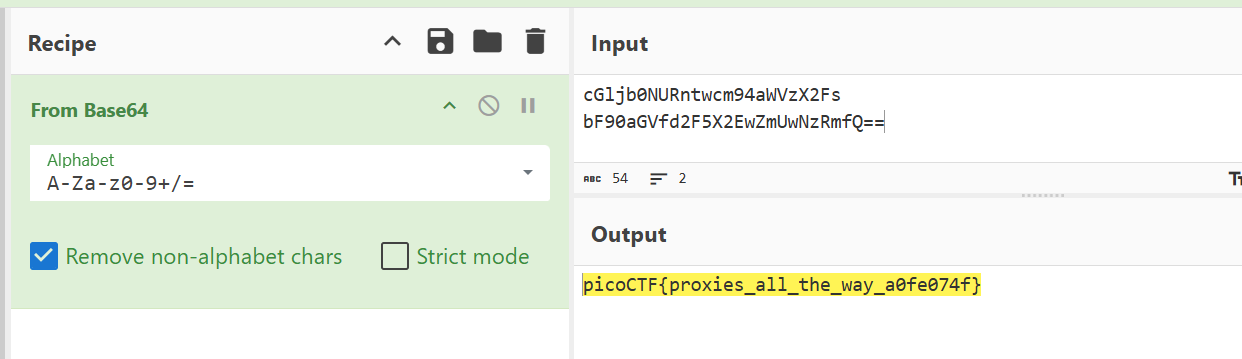 Recipe
From Base64
Alphabet
A-Za-z0-9+/=
Remove non-alphabet chars
Strict mode
Input
cGljb0NURntwcm94aWVzX2Fs
bF90aGVfd2F5X2EwZmUwNzRmfQ==
ABC 54 2
Output
picoCTF{proxies_all_the_way_a0fe074f}